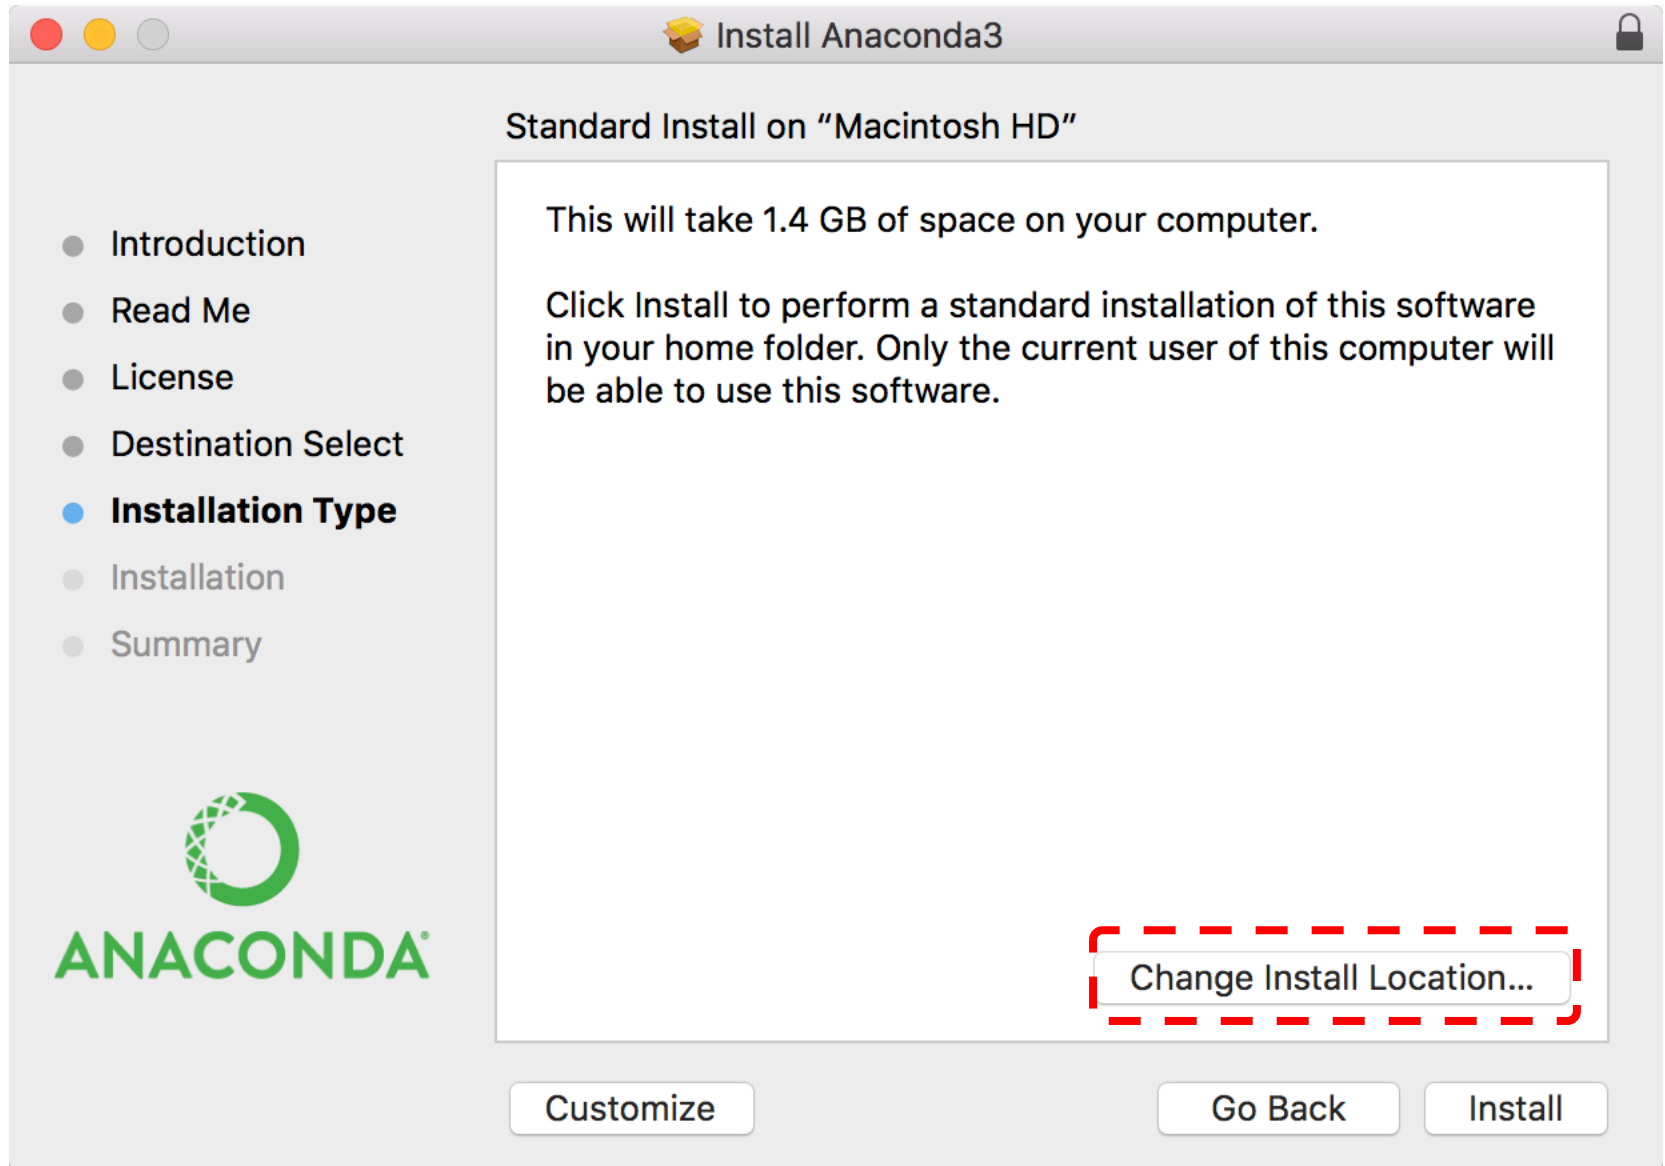 Install Anaconda3
Standard Install on “Macintosh HD”
Introduction
Read Me
License
Destination Select
Installation Type
Installation
Summary
This will take 1.4 GB of space on your computer.
Click Install to perform a standard installation of this software
in your home folder. Only the current user of this computer will
be able to use this software.
ANACONDA®
Change Install Location...
Customize
Go Back
Install